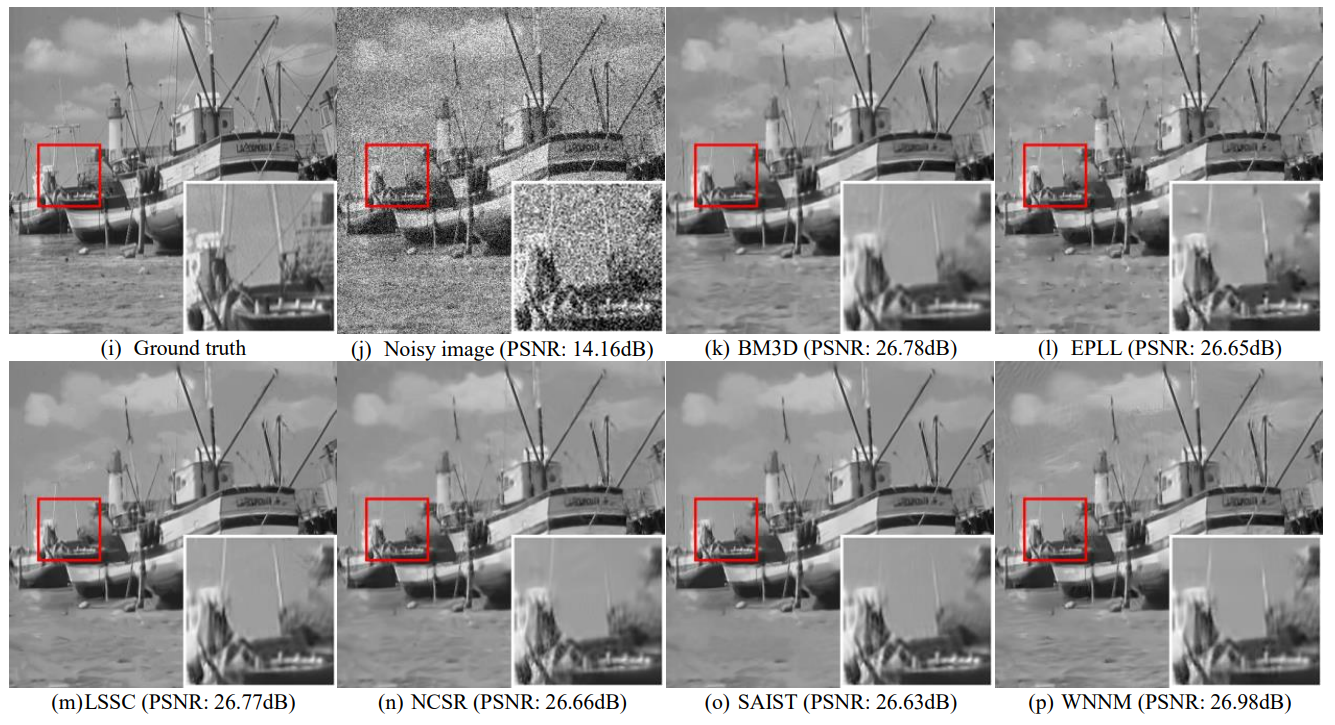 (i) Ground truth
(j) Noisy image (PSNR: 14.16dB)
(k) BM3D (PSNR: 26.78dB)
(l) EPLL (PSNR: 26.65dB)
(m)LSSC (PSNR: 26.77dB)
(n) NCSR (PSNR: 26.66dB)
(o) SAIST (PSNR: 26.63dB)
(p) WNNM (PSNR: 26.98dB)